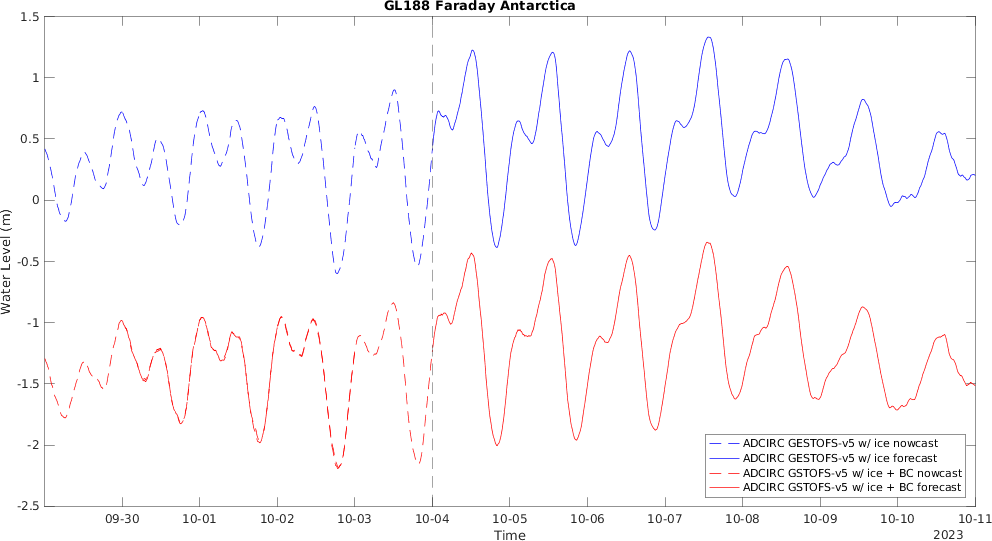 GL188 Faraday Antarctica
1.5
1
0.5
0
-0.5
-1
-1.5
-2
-2.5
Water Level (m)
ADCIRC GESTOFS-v5 w/ ice nowcast
ADCIRC GESTOFS-v5 w/ ice forecast
ADCIRC GSTOFS-v5 w/ ice + BC nowcast
ADCIRC GSTOFS-v5 w/ ice + BC forecast
09-30 10-01 10-02 10-03 10-04 10-05 10-06 10-07 10-08 10-09 10-10 10-11
Time 2023